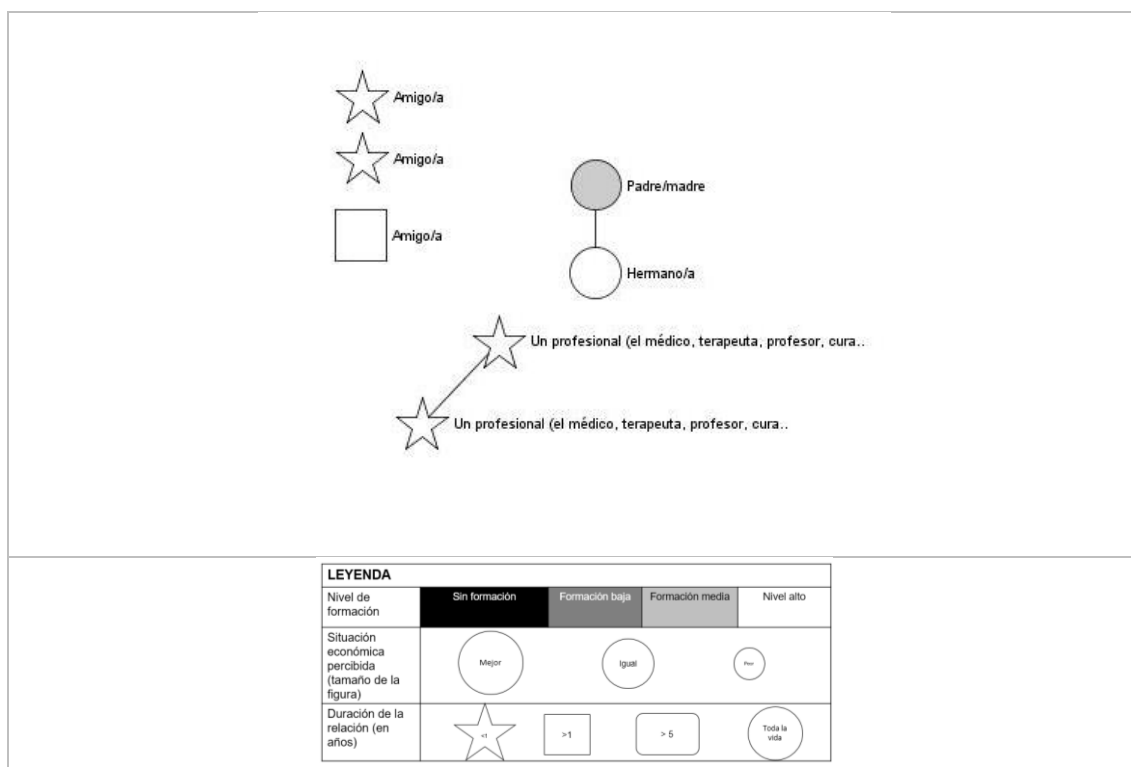 Amigo/a
Amigo/a
Amigo/a
Padre/madre
Hermano/a
Un profesional (el médico, terapeuta, profesor, cura..
Un profesional (el médico, terapeuta, profesor, cura..
LEYENDA
Nivel de
formación
Sin formación
Formación baja
Formación media
Nivel alto
Situación
económica
percibida
(tamaño de la
figura)
Mejor
Igual
Peor
Duración de la
relación (en
años)
<1
>1
> 5
Toda la
vida